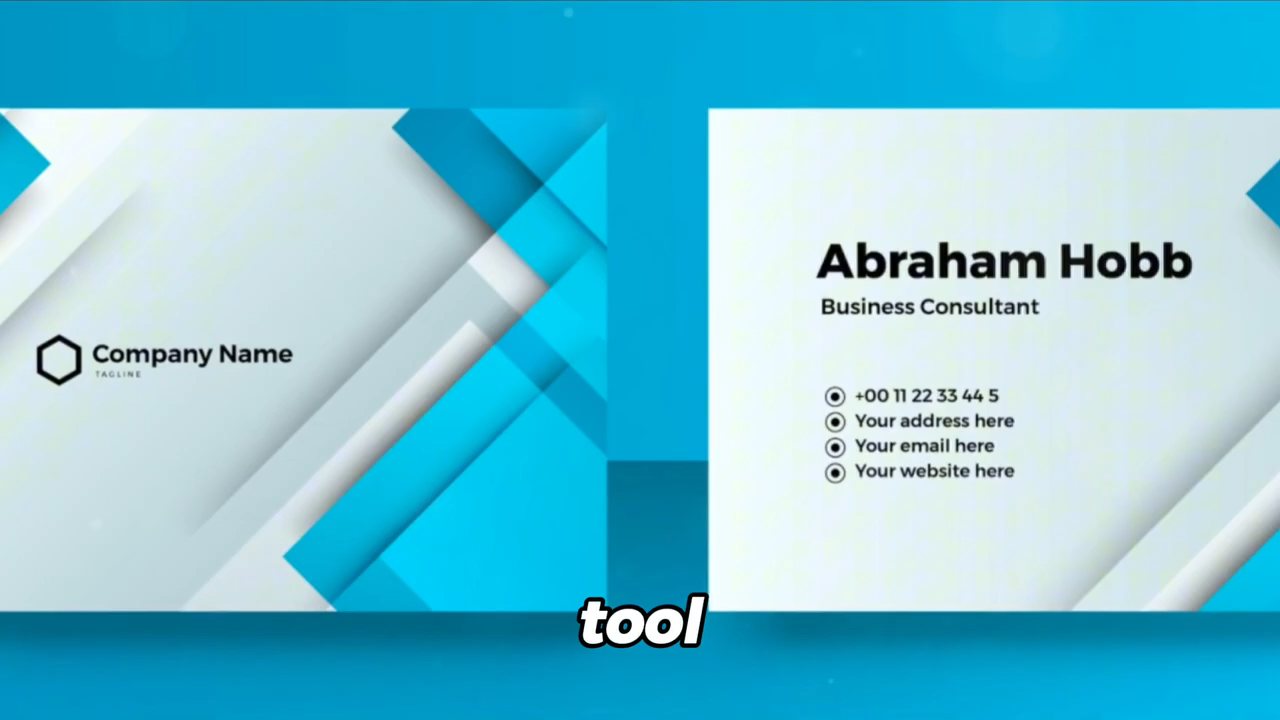 Company Name
TAGLINE
Abraham Hobb
Business Consultant
+00 11 22 33 44 5
Your address here
Your email here
Your website here
tool